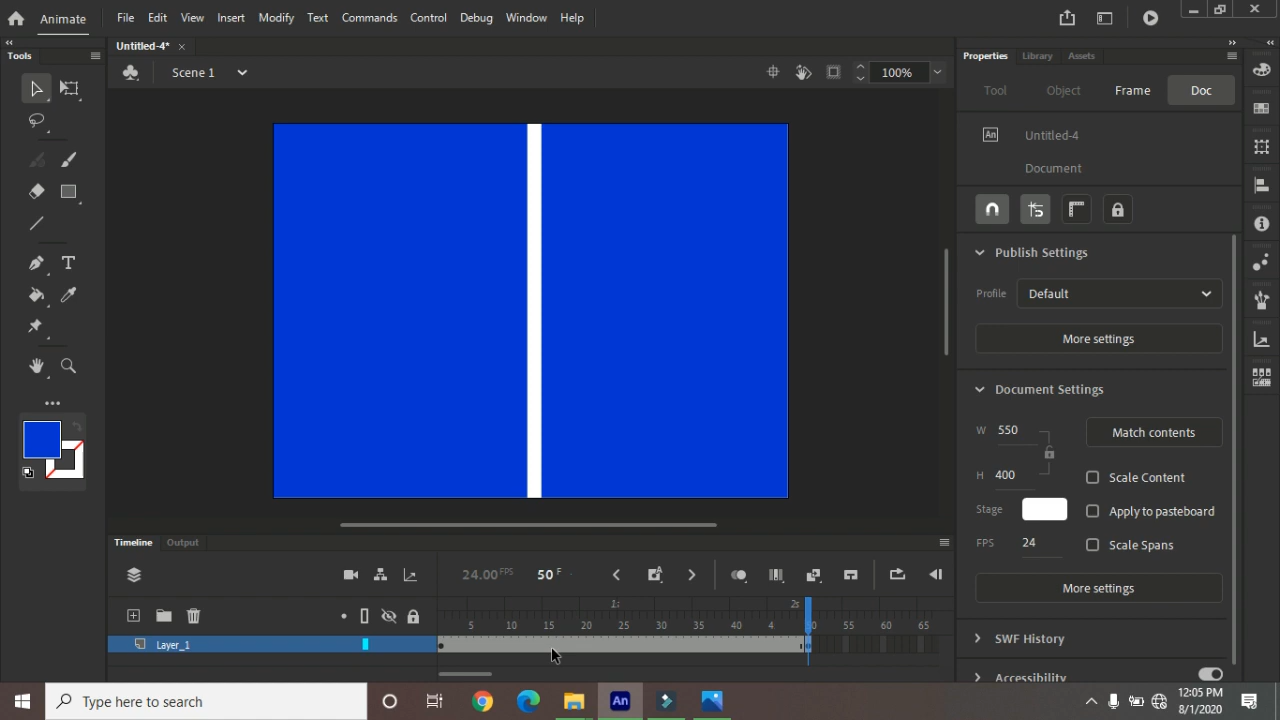 Animate
File Edit View Insert Modify Text Commands Control Debug Window Help
Tools
Untitled-4*
Scene 1
100%
Properties Library Assets
Tool Object Frame Doc
An Untitled-4
Document
Publish Settings
Profile Default
More settings
Document Settings
W 550
Match contents
H 400
Scale Content
Stage
Apply to pasteboard
FPS 24
Scale Spans
More settings
SWF History
Accessibility
T
Timeline Output
24.00 FPS 50 F
1s 2s
5 10 15 20 25 30 35 40 4 50 55 60 65
Layer_1
Type here to search
An
12:05 PM
8/1/2020